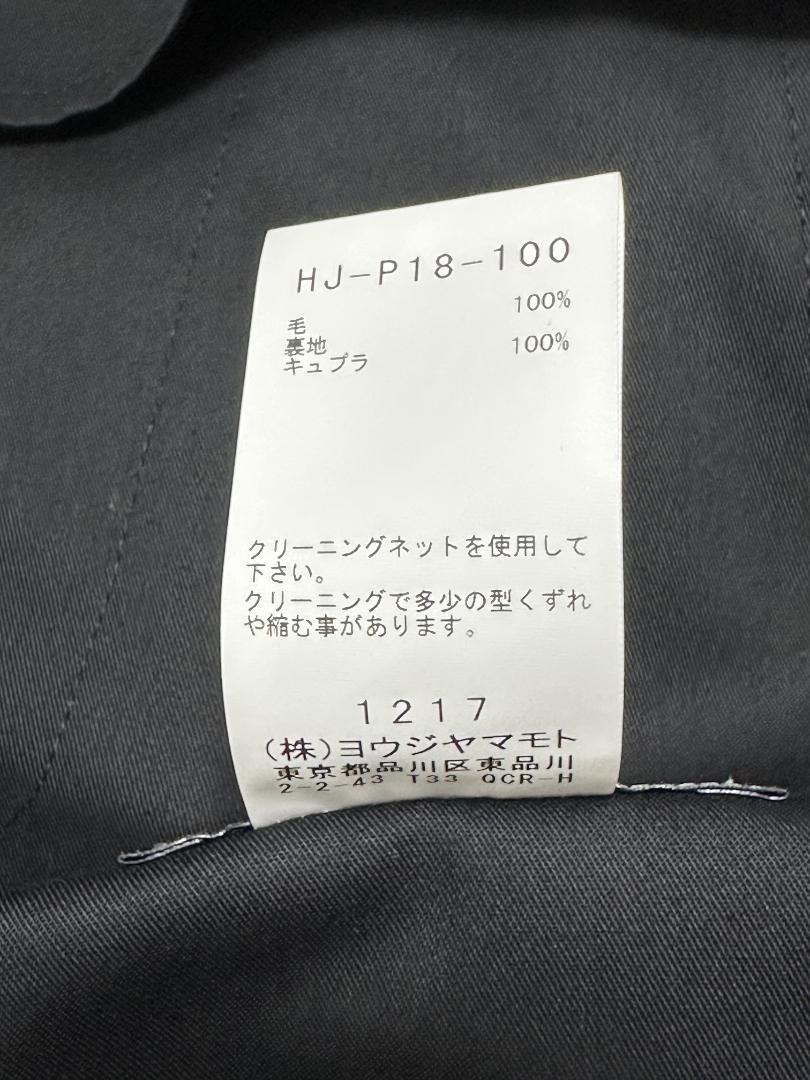 HJ-P18-100
毛 100%
裏地
キュプラ 100%
クリーニングネットを使用して
下さい。
クリーニングで多少の型くずれ
や縮む事があります。
1217
(株)ヨウジヤマモト
東京都品川区東品川
2-2-43 T33 QCR-H